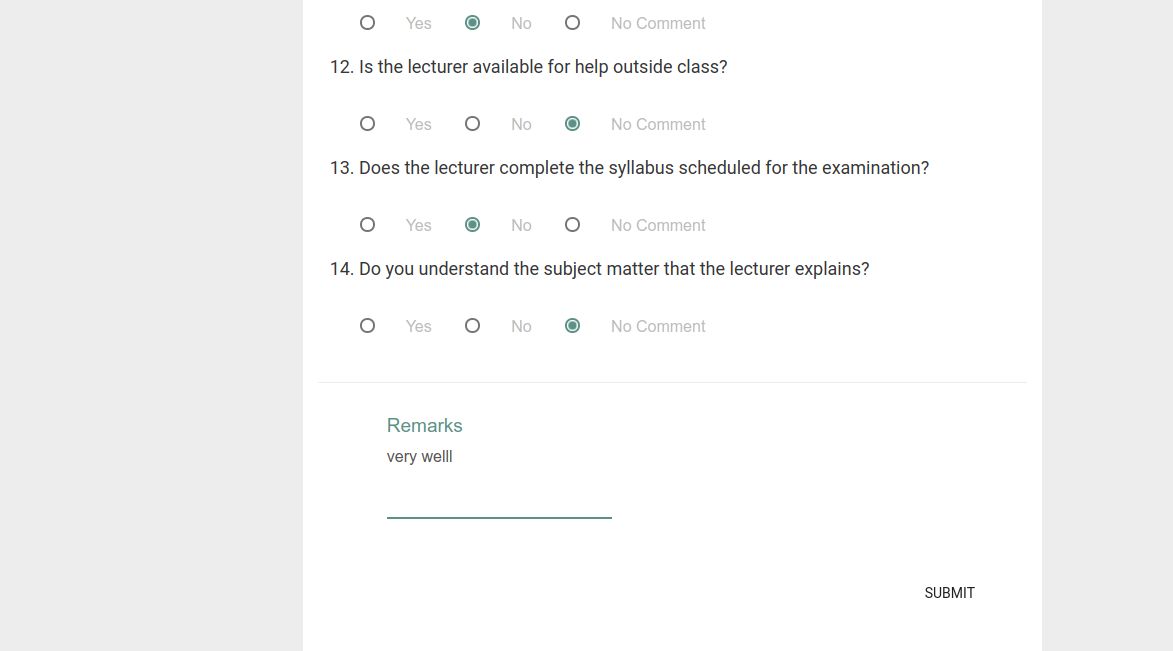 Yes No No Comment
12. Is the lecturer available for help outside class?
Yes No No Comment
13. Does the lecturer complete the syllabus scheduled for the examination?
Yes No No Comment
14. Do you understand the subject matter that the lecturer explains?
Yes No No Comment
Remarks
very welll
SUBMIT